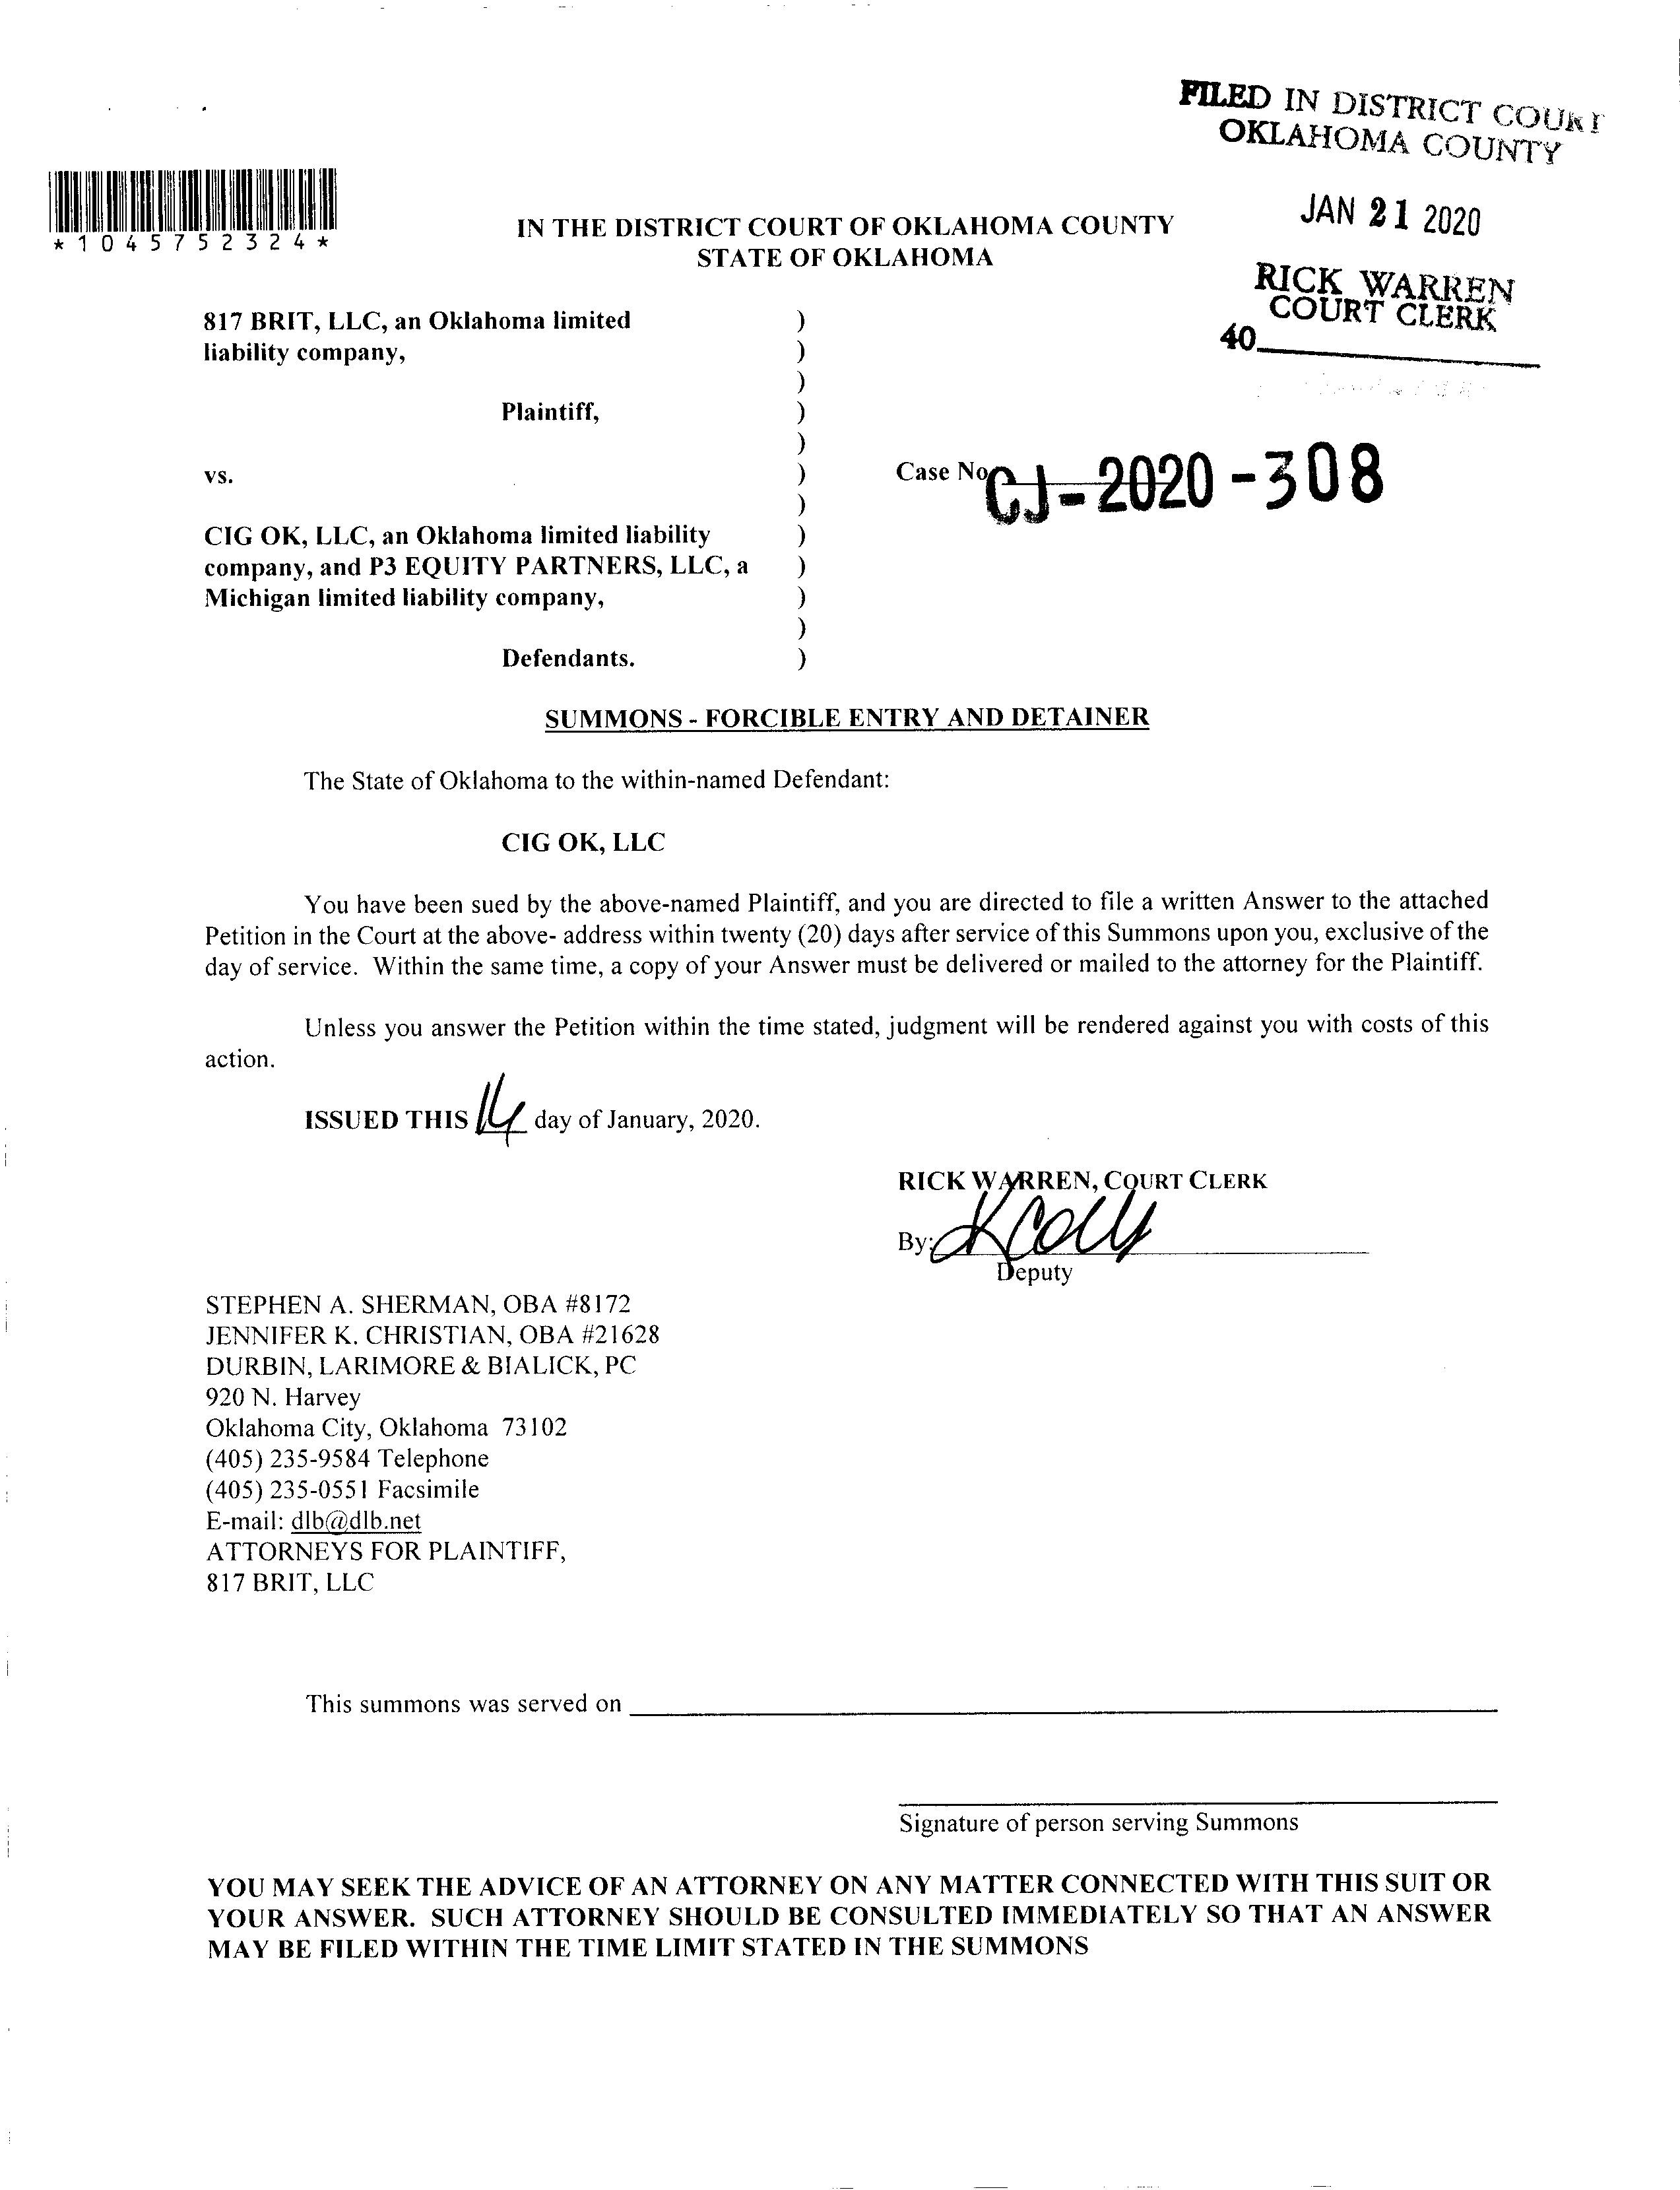 FILED IN DISTRICT COURT
OKLAHOMA COUNTY
JAN 21 2020
RICK WARREN
COURT CLERK
40
*1045752324*
IN THE DISTRICT COURT OF OKLAHOMA COUNTY
STATE OF OKLAHOMA
817 BRIT, LLC, an Oklahoma limited )
liability company, )
)
Plaintiff, )
)
vs. ) Case No. CJ-2020-308
)
CIG OK, LLC, an Oklahoma limited liability )
company, and P3 EQUITY PARTNERS, LLC, a )
Michigan limited liability company, )
)
Defendants. )
SUMMONS - FORCIBLE ENTRY AND DETAINER
The State of Oklahoma to the within-named Defendant:
CIG OK, LLC
You have been sued by the above-named Plaintiff, and you are directed to file a written Answer to the attached
Petition in the Court at the above- address within twenty (20) days after service of this Summons upon you, exclusive of the
day of service. Within the same time, a copy of your Answer must be delivered or mailed to the attorney for the Plaintiff.
Unless you answer the Petition within the time stated, judgment will be rendered against you with costs of this
action.
ISSUED THIS 14 day of January, 2020.
RICK WARREN, COURT CLERK
By:
Deputy
STEPHEN A. SHERMAN, OBA #8172
JENNIFER K. CHRISTIAN, OBA #21628
DURBIN, LARIMORE & BIALICK, PC
920 N. Harvey
Oklahoma City, Oklahoma 73102
(405) 235-9584 Telephone
(405) 235-0551 Facsimile
E-mail: dlb@dlb.net
ATTORNEYS FOR PLAINTIFF,
817 BRIT, LLC
This summons was served on
Signature of person serving Summons
YOU MAY SEEK THE ADVICE OF AN ATTORNEY ON ANY MATTER CONNECTED WITH THIS SUIT OR
YOUR ANSWER. SUCH ATTORNEY SHOULD BE CONSULTED IMMEDIATELY SO THAT AN ANSWER
MAY BE FILED WITHIN THE TIME LIMIT STATED IN THE SUMMONS